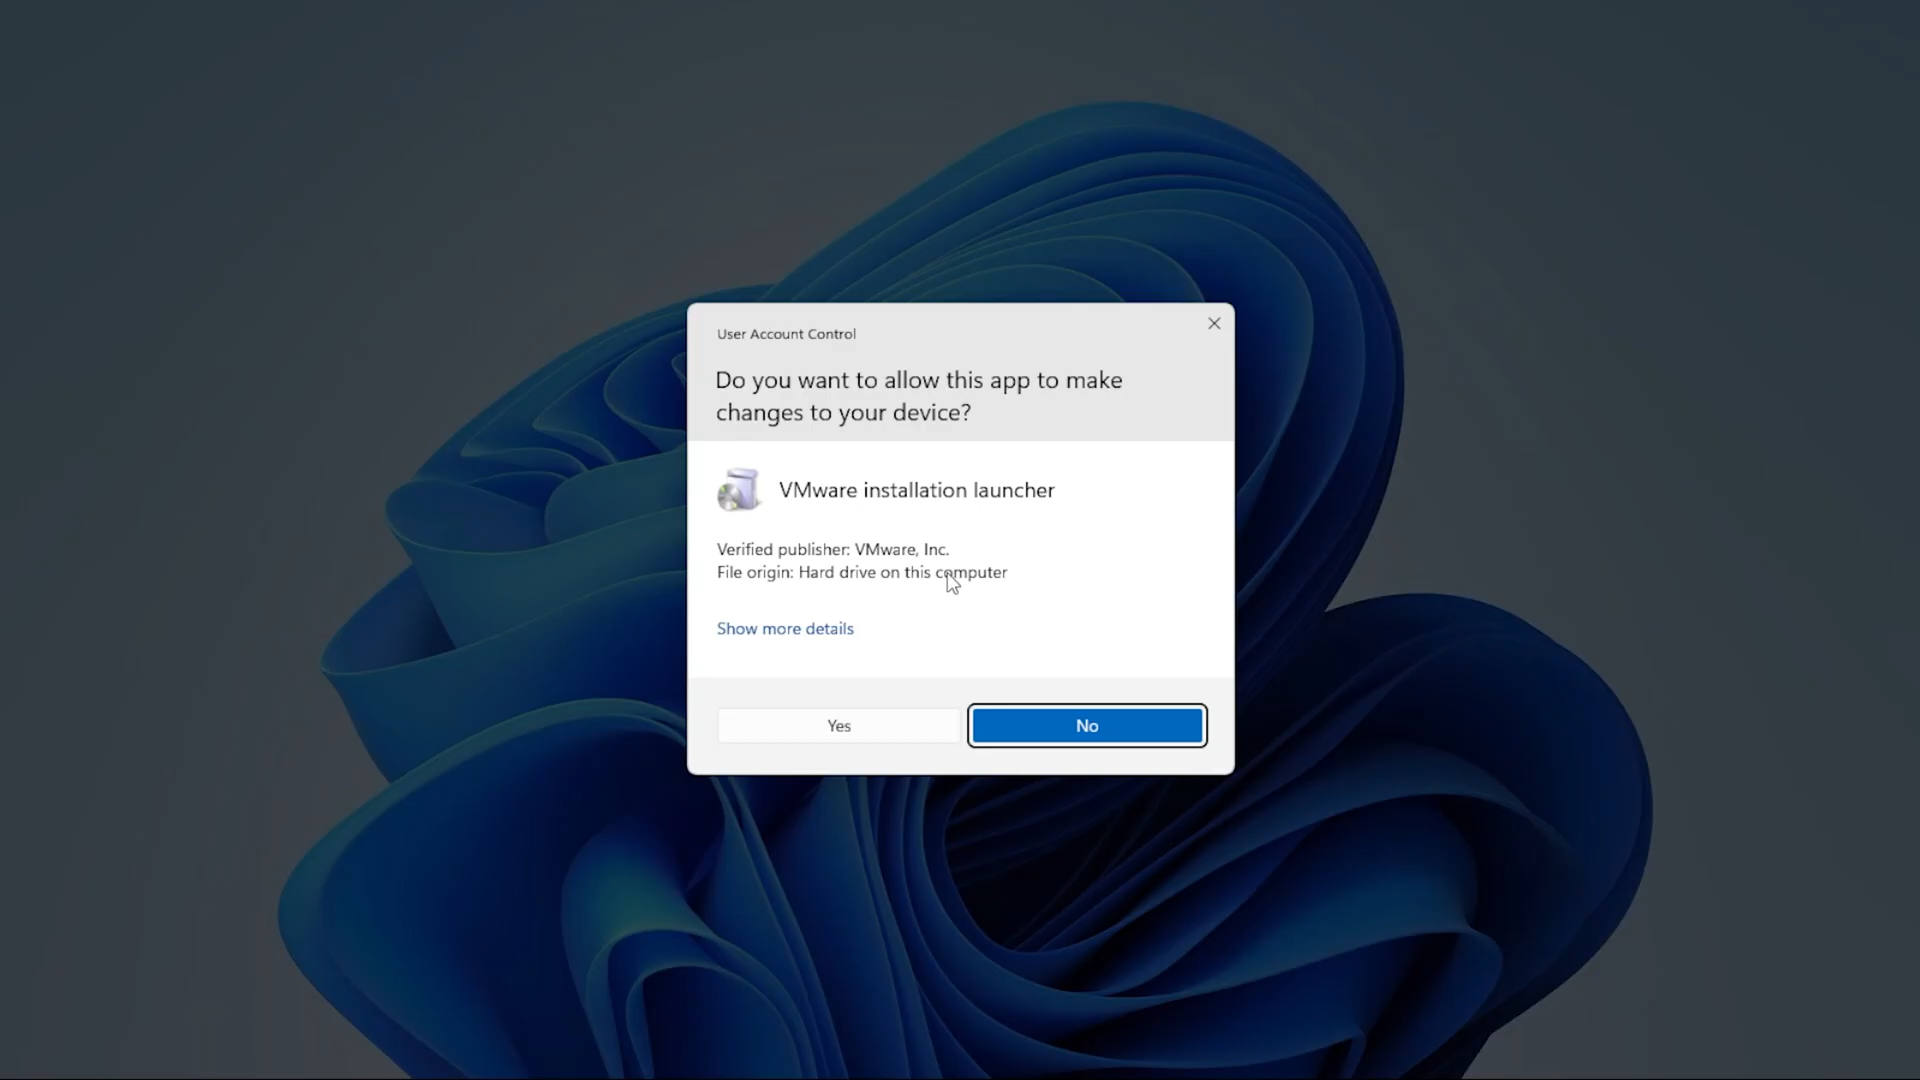 User Account Control
Do you want to allow this app to make
changes to your device?
VMware installation launcher
Verified publisher: VMware, Inc.
File origin: Hard drive on this computer
Show more details
Yes
No